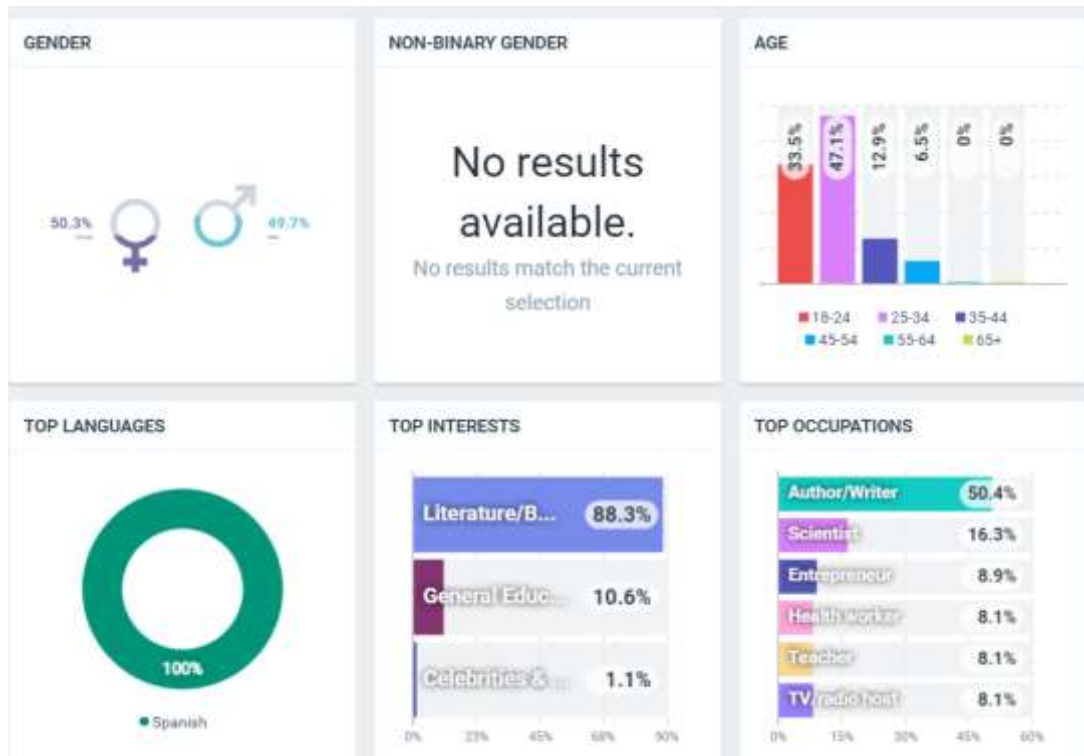 GENDER
50.3%
49.7%
NON-BINARY GENDER
No results
available.
No results match the current
selection
AGE
33.5%
47.1%
12.9%
6.5%
0%
0%
18-24
25-34
35-44
45-54
55-64
65+
TOP LANGUAGES
100%
Spanish
TOP INTERESTS
Literature/B... 88.3%
General Educ... 10.6%
Celebrities & ... 1.1%
0% 23% 45% 68% 90%
TOP OCCUPATIONS
Author/Writer 50.4%
Scientist 16.3%
Entrepreneur 8.9%
Health worker 8.1%
Teacher 8.1%
TV/radio host 8.1%
0% 15% 30% 45% 60%